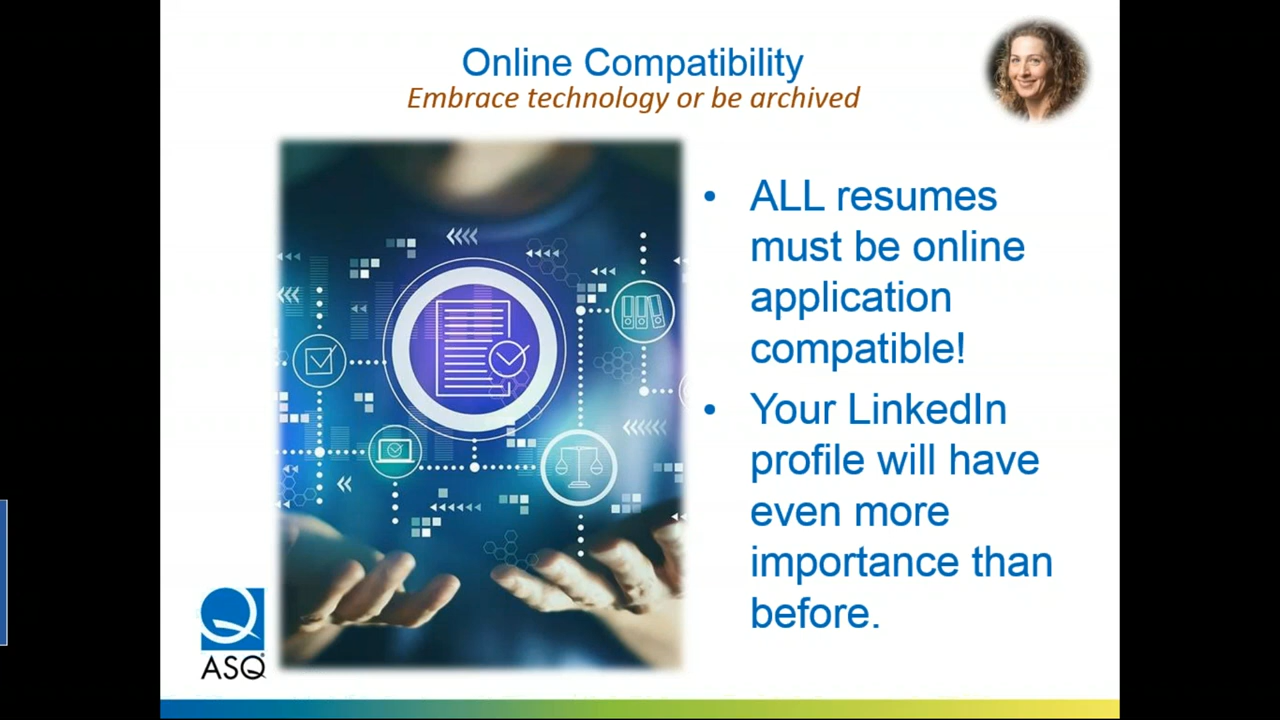 Online Compatibility
Embrace technology or be archived
• ALL resumes
must be online
application
compatible!
• Your LinkedIn
profile will have
even more
importance than
before.
ASQ